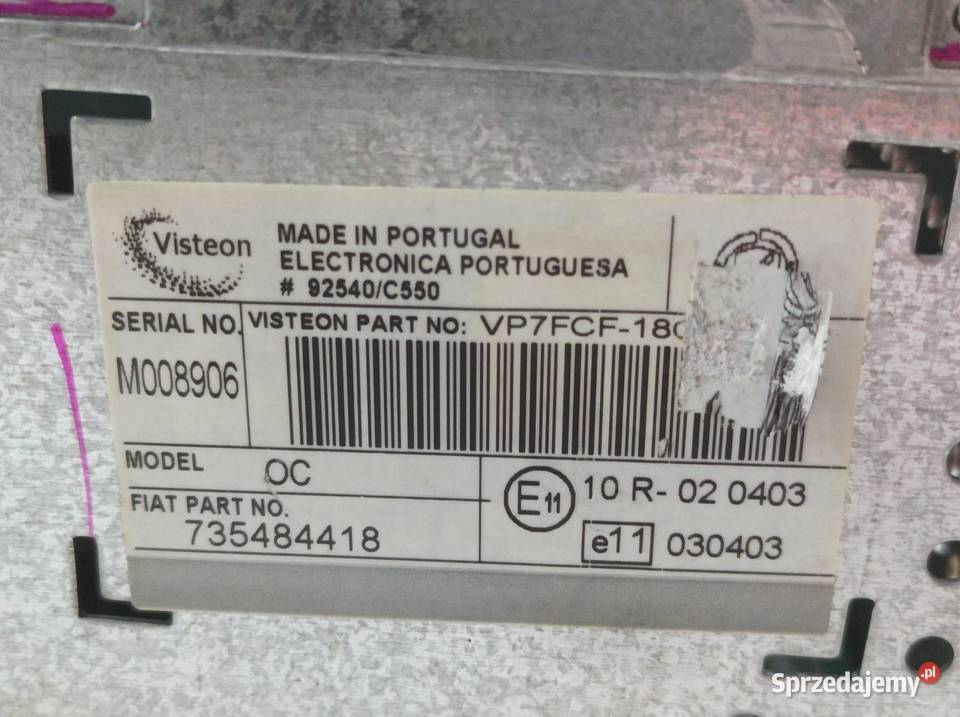 Visteon
MADE IN PORTUGAL
ELECTRONICA PORTUGUESA
# 92540/C550
SERIAL NO.
M008906
VISTEON PART NO: VP7FCF-18
MODEL OC
FIAT PART NO.
735484418
E11 10 R- 02 0403
e11 030403
Sprzedajemy.pl